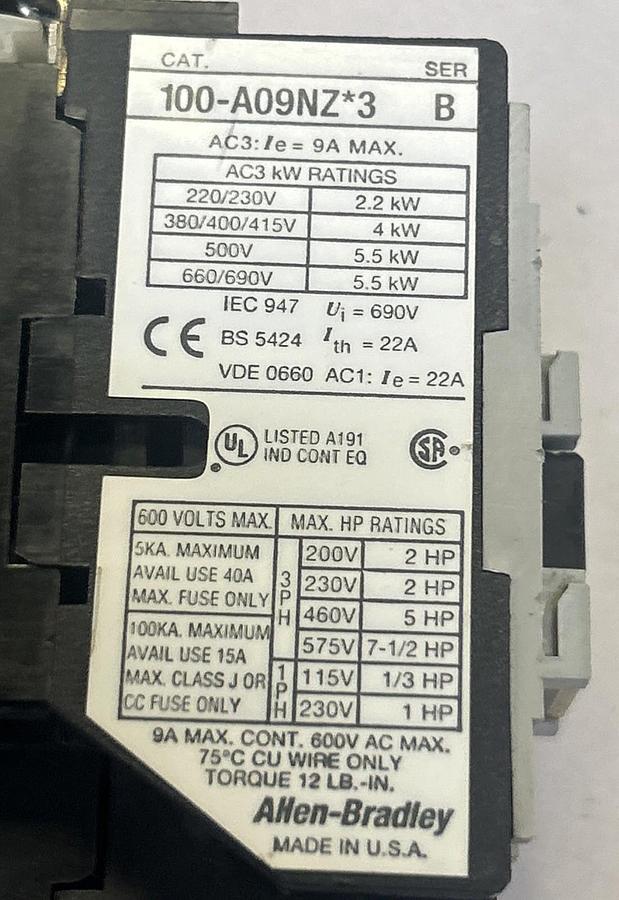 CAT. SER
100-A09NZ*3 B
AC3: Ie = 9A MAX.
AC3 kW RATINGS
220/230V 2.2 kW
380/400/415V 4 kW
500V 5.5 kW
660/690V 5.5 kW
IEC 947 Ui = 690V
CE BS 5424 Ith = 22A
VDE 0660 AC1: Ie = 22A
UL LISTED A191 SA
IND CONT EQ
600 VOLTS MAX. MAX. HP RATINGS
5KA. MAXIMUM
AVAIL USE 40A
MAX. FUSE ONLY
100KA. MAXIMUM
AVAIL USE 15A
MAX. CLASS J OR
CC FUSE ONLY
3PH
200V 2 HP
230V 2 HP
460V 5 HP
575V 7-1/2 HP
1PH
115V 1/3 HP
230V 1 HP
9A MAX. CONT. 600V AC MAX.
75°C CU WIRE ONLY
TORQUE 12 LB.-IN.
Allen-Bradley
MADE IN U.S.A.